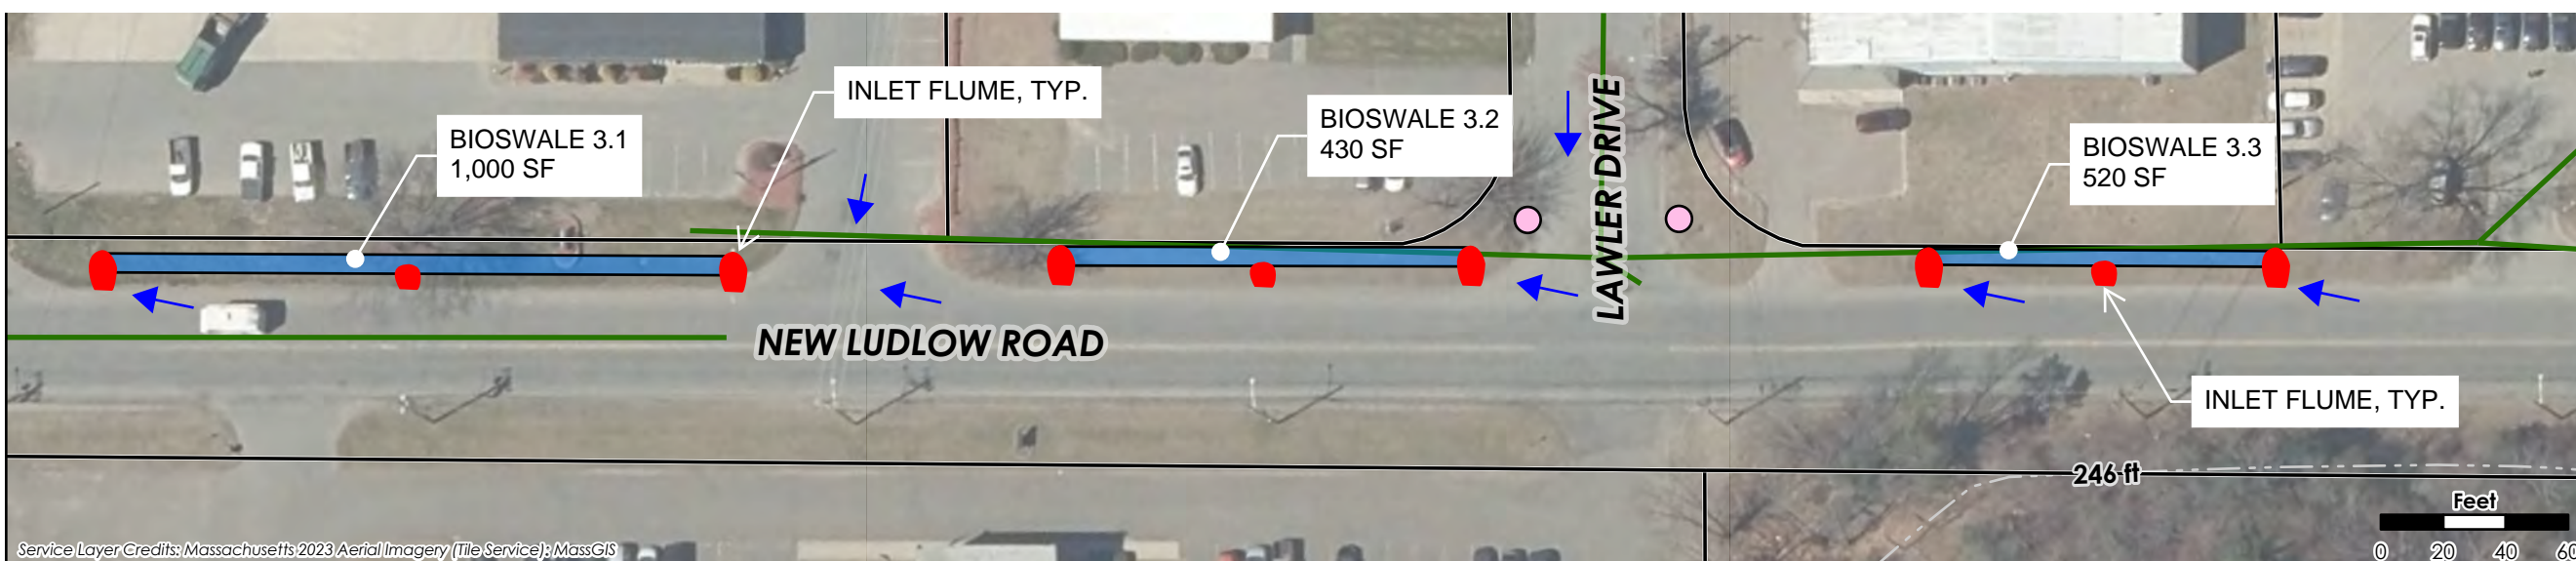 INLET FLUME, TYP.
BIOSWALE 3.1
1,000 SF
BIOSWALE 3.2
430 SF
LAWLER DRIVE
BIOSWALE 3.3
520 SF
NEW LUDLOW ROAD
INLET FLUME, TYP.
246 ft
Feet
0 20 40 60
Service Layer Credits: Massachusetts 2023 Aerial Imagery (Tile Service): MassGIS